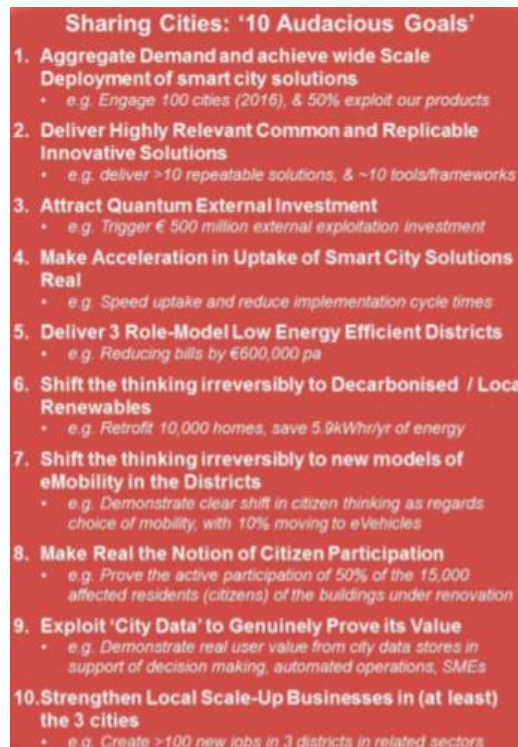 Sharing Cities: '10 Audacious Goals'
1. Aggregate Demand and achieve wide Scale
Deployment of smart city solutions
• e.g. Engage 100 cities (2016), & 50% exploit our products
2. Deliver Highly Relevant Common and Replicable
Innovative Solutions
• e.g. deliver >10 repeatable solutions, & ~10 tools/frameworks
3. Attract Quantum External Investment
• e.g. Trigger € 500 million external exploitation investment
4. Make Acceleration in Uptake of Smart City Solutions
Real
• e.g. Speed uptake and reduce implementation cycle times
5. Deliver 3 Role-Model Low Energy Efficient Districts
• e.g. Reducing bills by €600,000 pa
6. Shift the thinking irreversibly to Decarbonised / Loca
Renewables
• e.g. Retrofit 10,000 homes, save 5.9kWhr/yr of energy
7. Shift the thinking irreversibly to new models of
eMobility in the Districts
• e.g. Demonstrate clear shift in citizen thinking as regards
choice of mobility, with 10% moving to eVehicles
8. Make Real the Notion of Citizen Participation
• e.g. Prove the active participation of 50% of the 15,000
affected residents (citizens) of the buildings under renovation
9. Exploit 'City Data' to Genuinely Prove its Value
• e.g. Demonstrate real user value from city data stores in
support of decision making, automated operations, SMEs
10.Strengthen Local Scale-Up Businesses in (at least)
the 3 cities
• e.g. Create >100 new jobs in 3 districts in related sectors